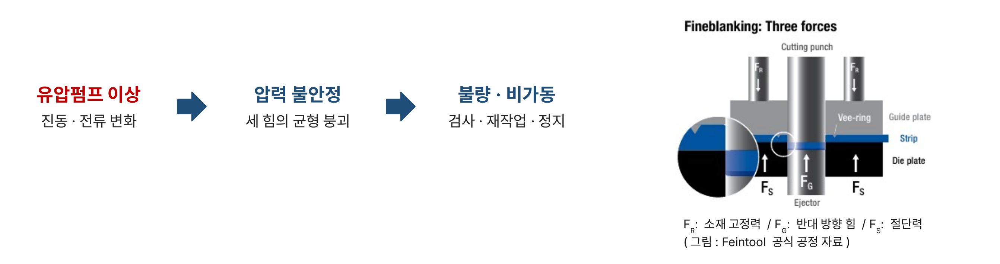 유압펌프 이상
진동 · 전류 변화
압력 불안정
세 힘의 균형 붕괴
불량 · 비가동
검사 · 재작업 · 정지
Fineblanking: Three forces
Cutting punch
FR
FR
Vee-ring
Guide plate
Strip
Die plate
FS
FG
FS
Ejector
FR: 소재 고정력 / FG: 반대 방향 힘 / FS: 절단력
( 그림 : Feintool 공식 공정 자료 )